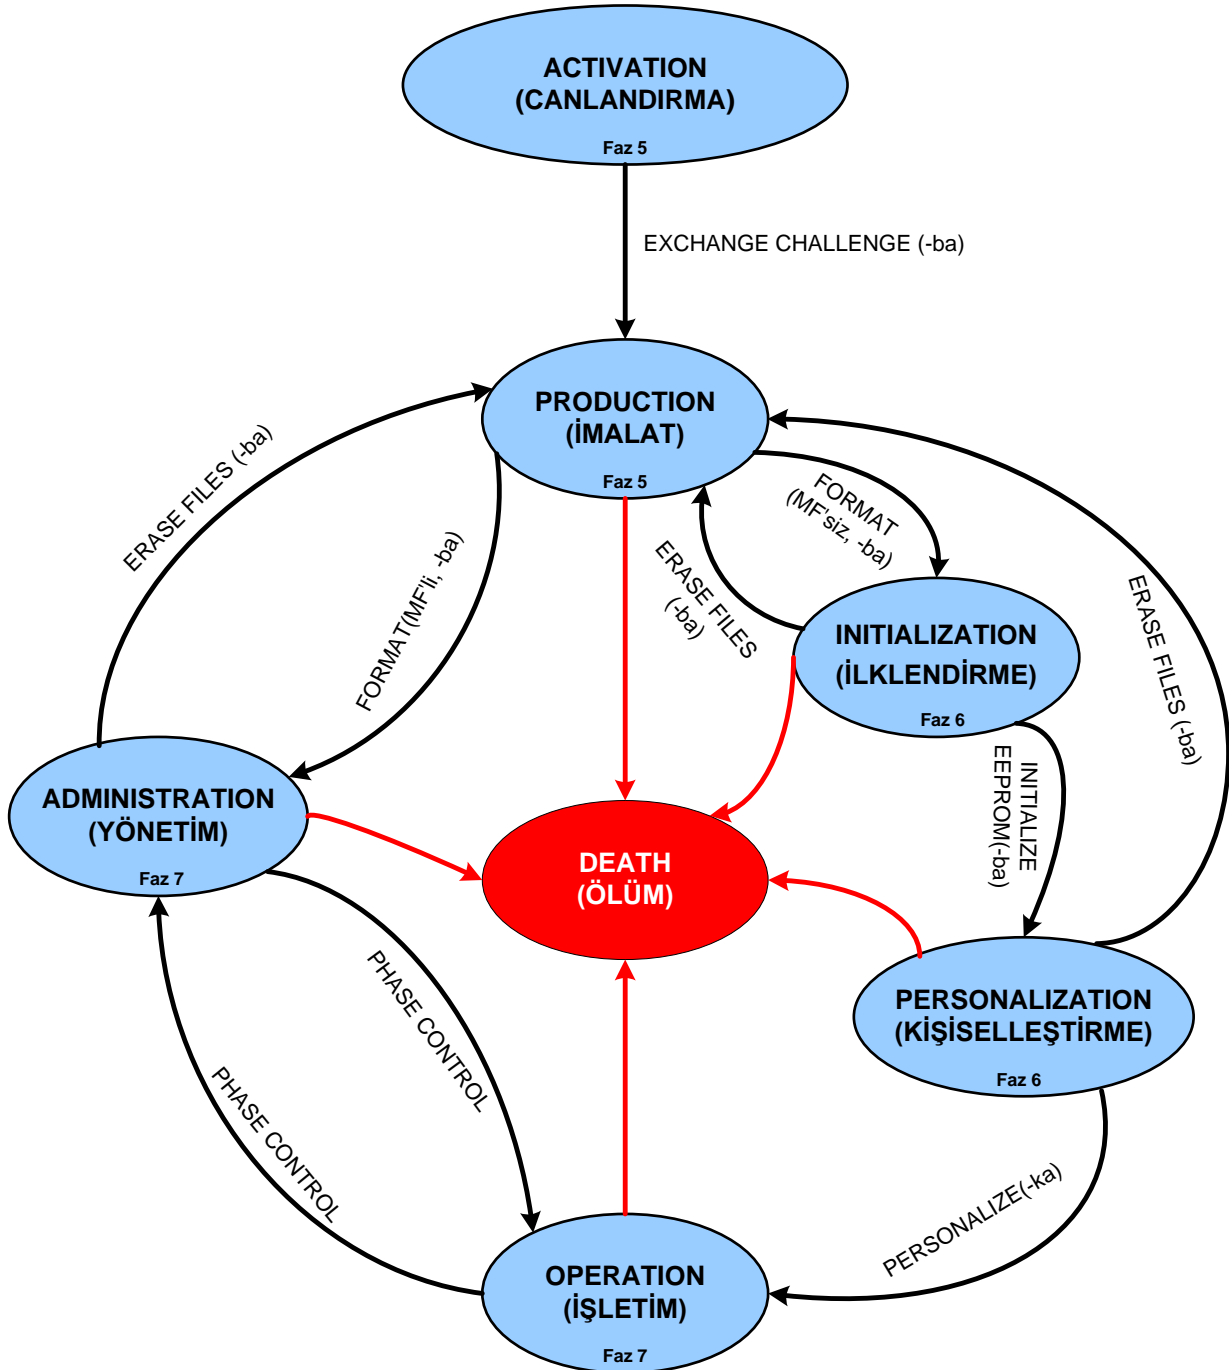 ACTIVATION
(CANLANDIRMA)
Faz 5
EXCHANGE CHALLENGE (-ba)
PRODUCTION
(İMALAT)
Faz 5
ERASE FILES (-ba)
FORMAT(MF'li, -ba)
FORMAT
(MF'siz, -ba)
ERASE FILES
(-ba)
ERASE FILES (-ba)
INITIALIZATION
(İLKLENDİRME)
Faz 6
INITIALIZE
EEPROM(-ba)
ADMINISTRATION
(YÖNETİM)
Faz 7
DEATH
(ÖLÜM)
PERSONALIZATION
(KİŞİSELLEŞTİRME)
Faz 6
PHASE CONTROL
PHASE CONTROL
PERSONALIZE(-ka)
OPERATION
(İŞLETİM)
Faz 7